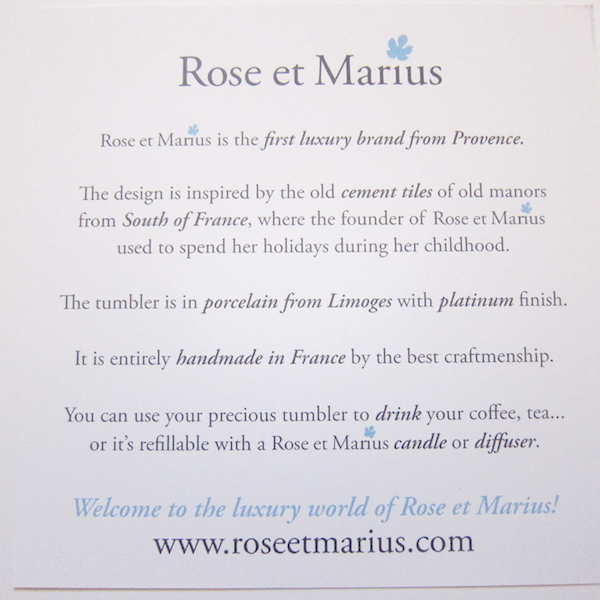 Rose et Marius
Rose et Marius is the first luxury brand from Provence.
The design is inspired by the old cement tiles of old manors
from South of France, where the founder of Rose et Marius
used to spend her holidays during her childhood.
The tumbler is in porcelain from Limoges with platinum finish.
It is entirely handmade in France by the best craftmenship.
You can use your precious tumbler to drink your coffee, tea...
or it's refillable with a Rose et Marius candle or diffuser.
Welcome to the luxury world of Rose et Marius!
www.roseetmarius.com